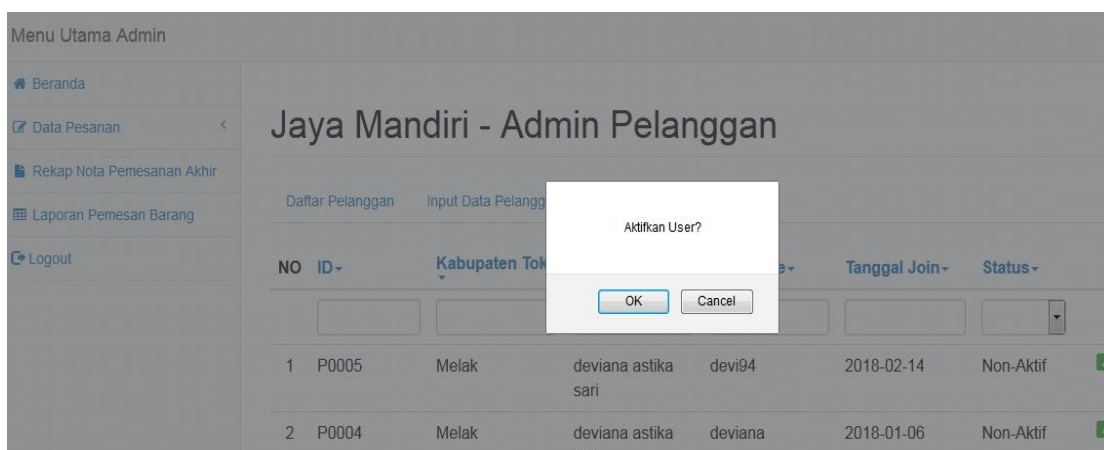 Menu Utama Admin
Beranda
Data Pesanan
Rekap Nota Pemesanan Akhir
Laporan Pemesan Barang
Logout
Jaya Mandiri - Admin Pelanggan
Daftar Pelanggan Input Data Pelangg
Aktifkan User?
OK Cancel
NO ID Kabupaten Tok e Tanggal Join Status
1 P0005 Melak deviana astika sari devi94 2018-02-14 Non-Aktif
2 P0004 Melak deviana astika deviana 2018-01-06 Non-Aktif